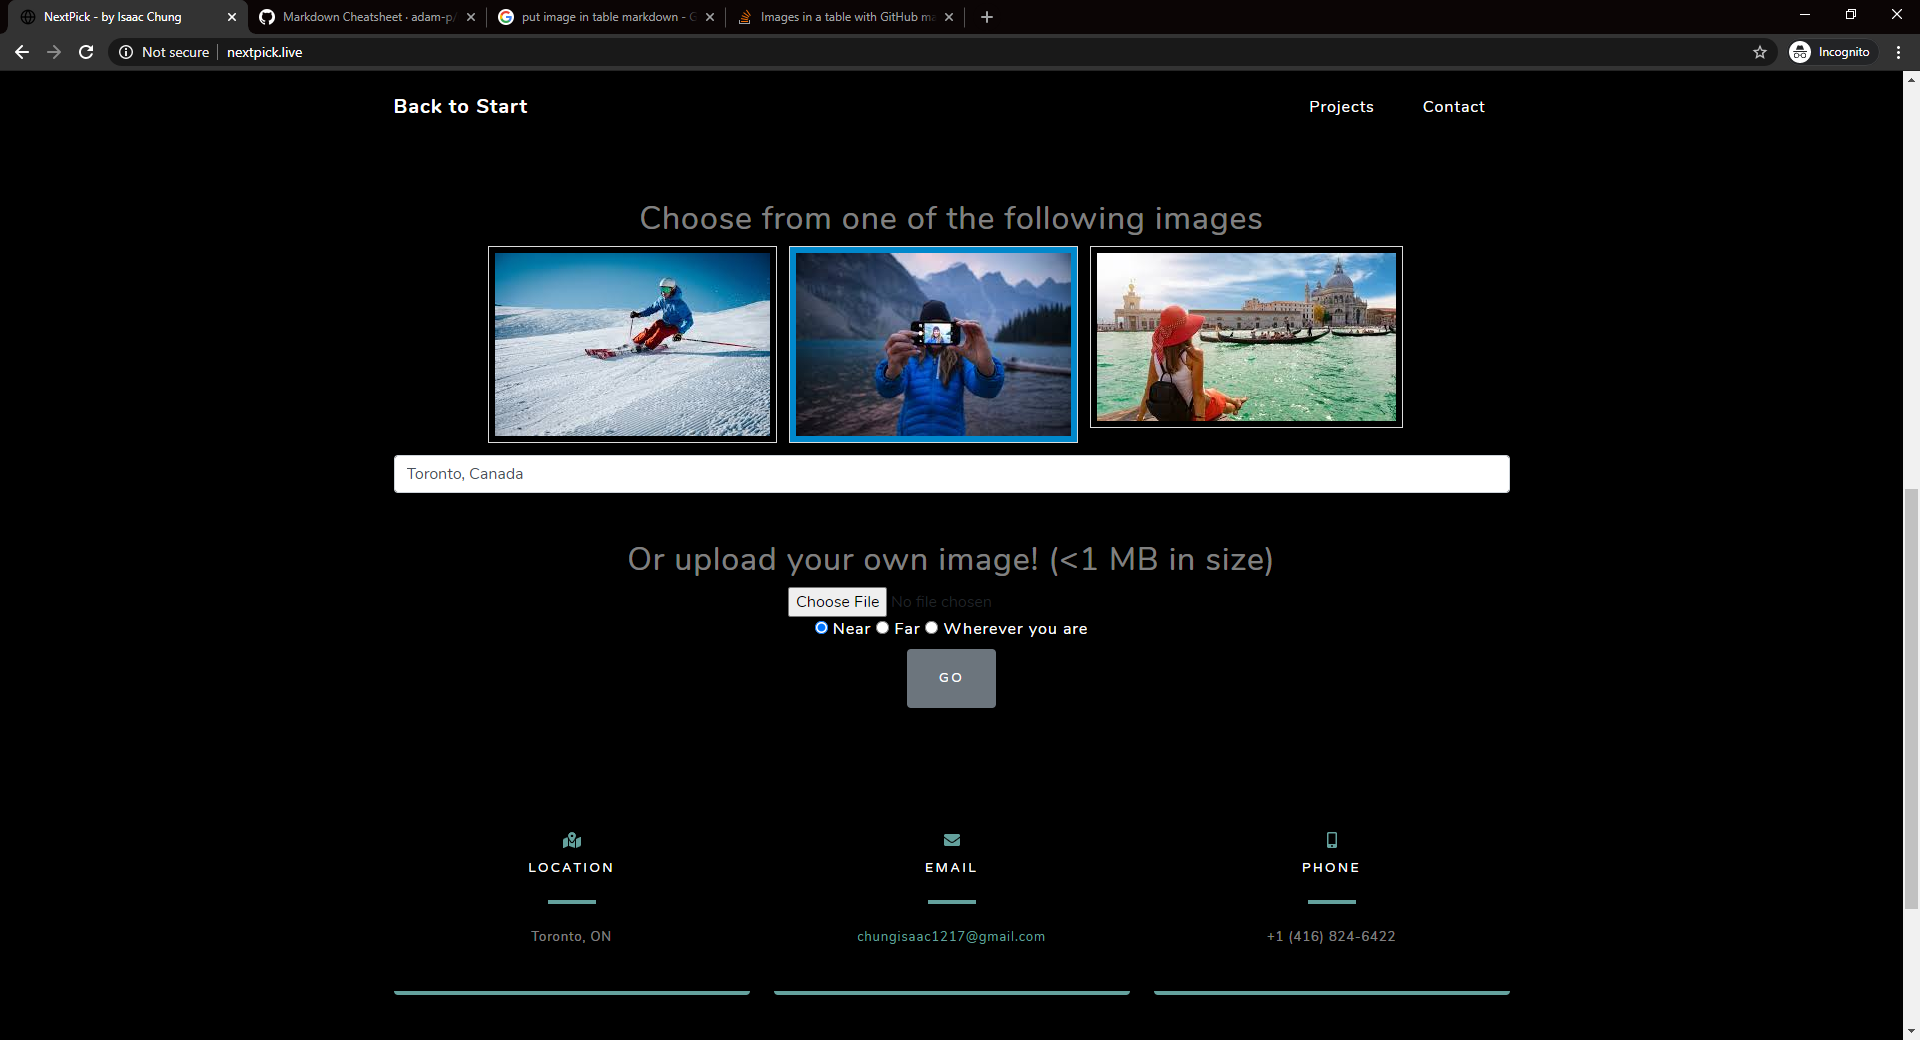 NextPick - by Isaac Chung
Markdown Cheatsheet · adam-p/
put image in table markdown - G
Images in a table with GitHub ma
Not secure
nextpick.live
Incognito
Back to Start
Projects
Contact
Choose from one of the following images
Toronto, Canada
Or upload your own image! (<1 MB in size)
Choose File No file chosen
Near Far Wherever you are
GO
LOCATION
EMAIL
PHONE
Toronto, ON
chungisaac1217@gmail.com
+1 (416) 824-6422